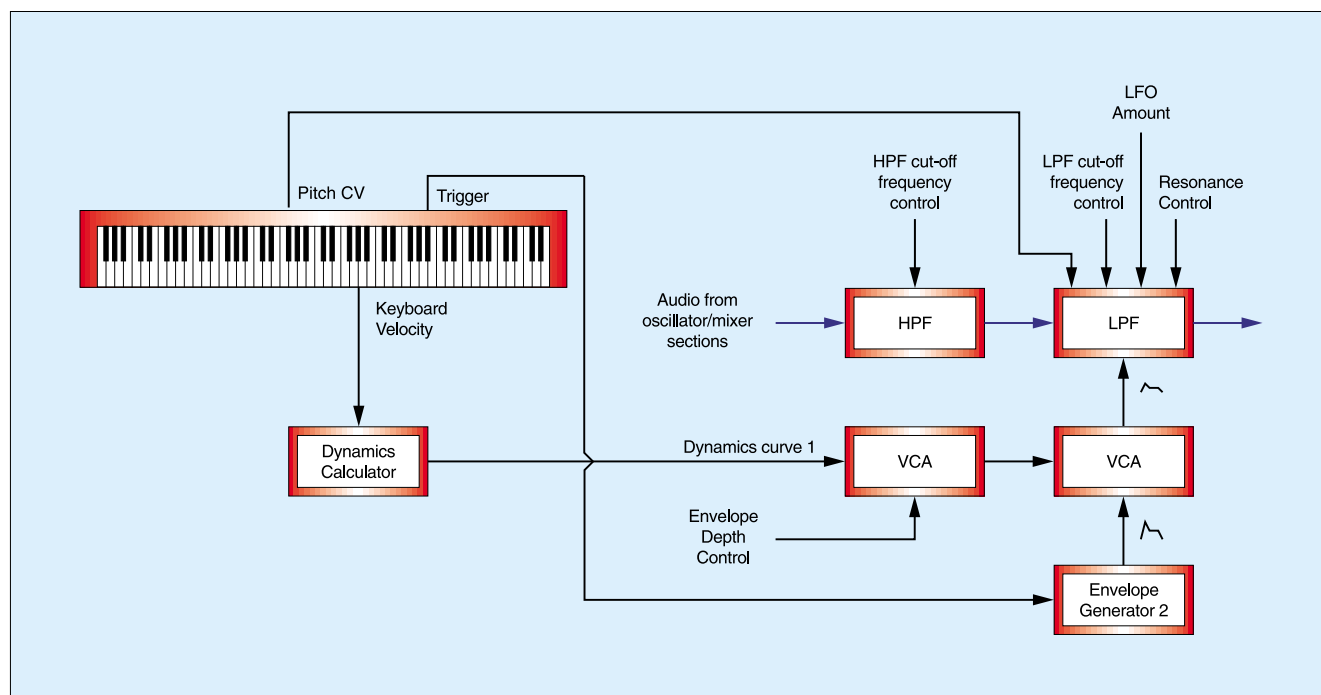 LFO
Amount
HPF cut-off
frequency
control
LPF cut-off
frequency
control
Resonance
Control
Pitch CV
Trigger
Keyboard
Velocity
Audio from
oscillator/mixer
sections
HPF
LPF
Dynamics
Calculator
Dynamics curve 1
VCA
VCA
Envelope
Depth
Control
Envelope
Generator 2